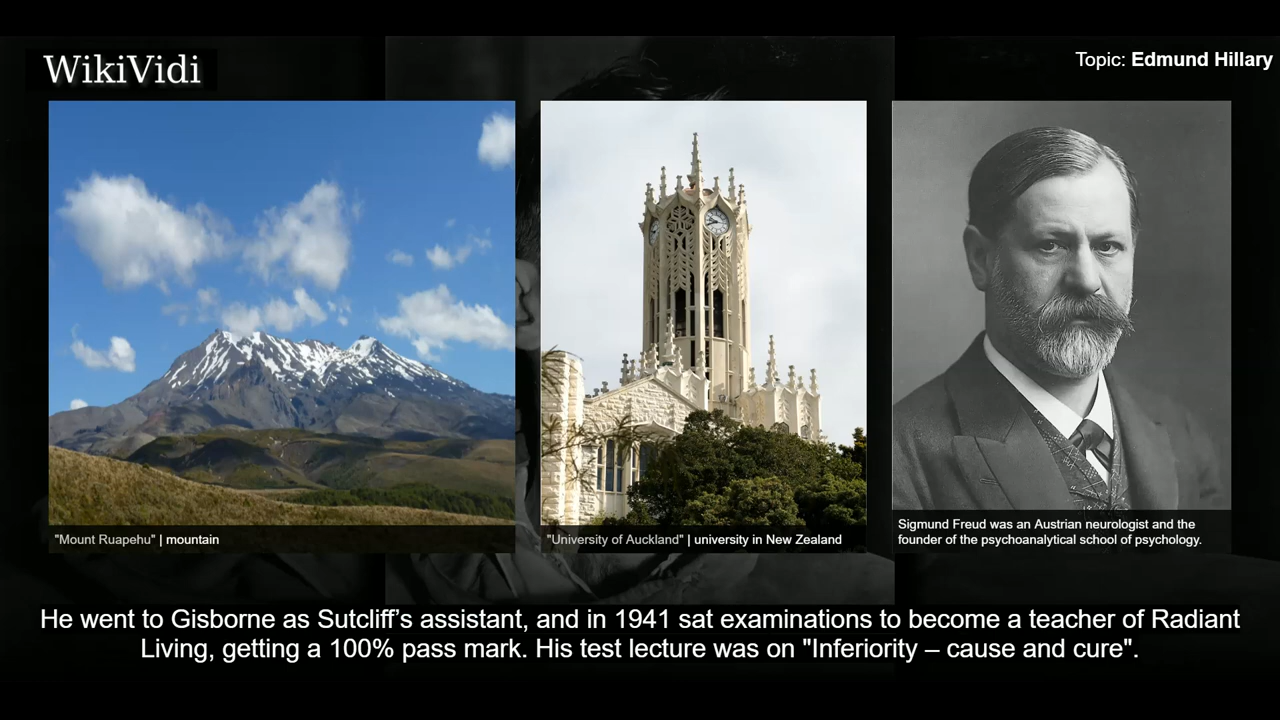 WikiVidi
Topic: Edmund Hillary
"Mount Ruapehu" | mountain
"University of Auckland" | university in New Zealand
Sigmund Freud was an Austrian neurologist and the
founder of the psychoanalytical school of psychology.
He went to Gisborne as Sutcliff’s assistant, and in 1941 sat examinations to become a teacher of Radiant
Living, getting a 100% pass mark. His test lecture was on "Inferiority – cause and cure".